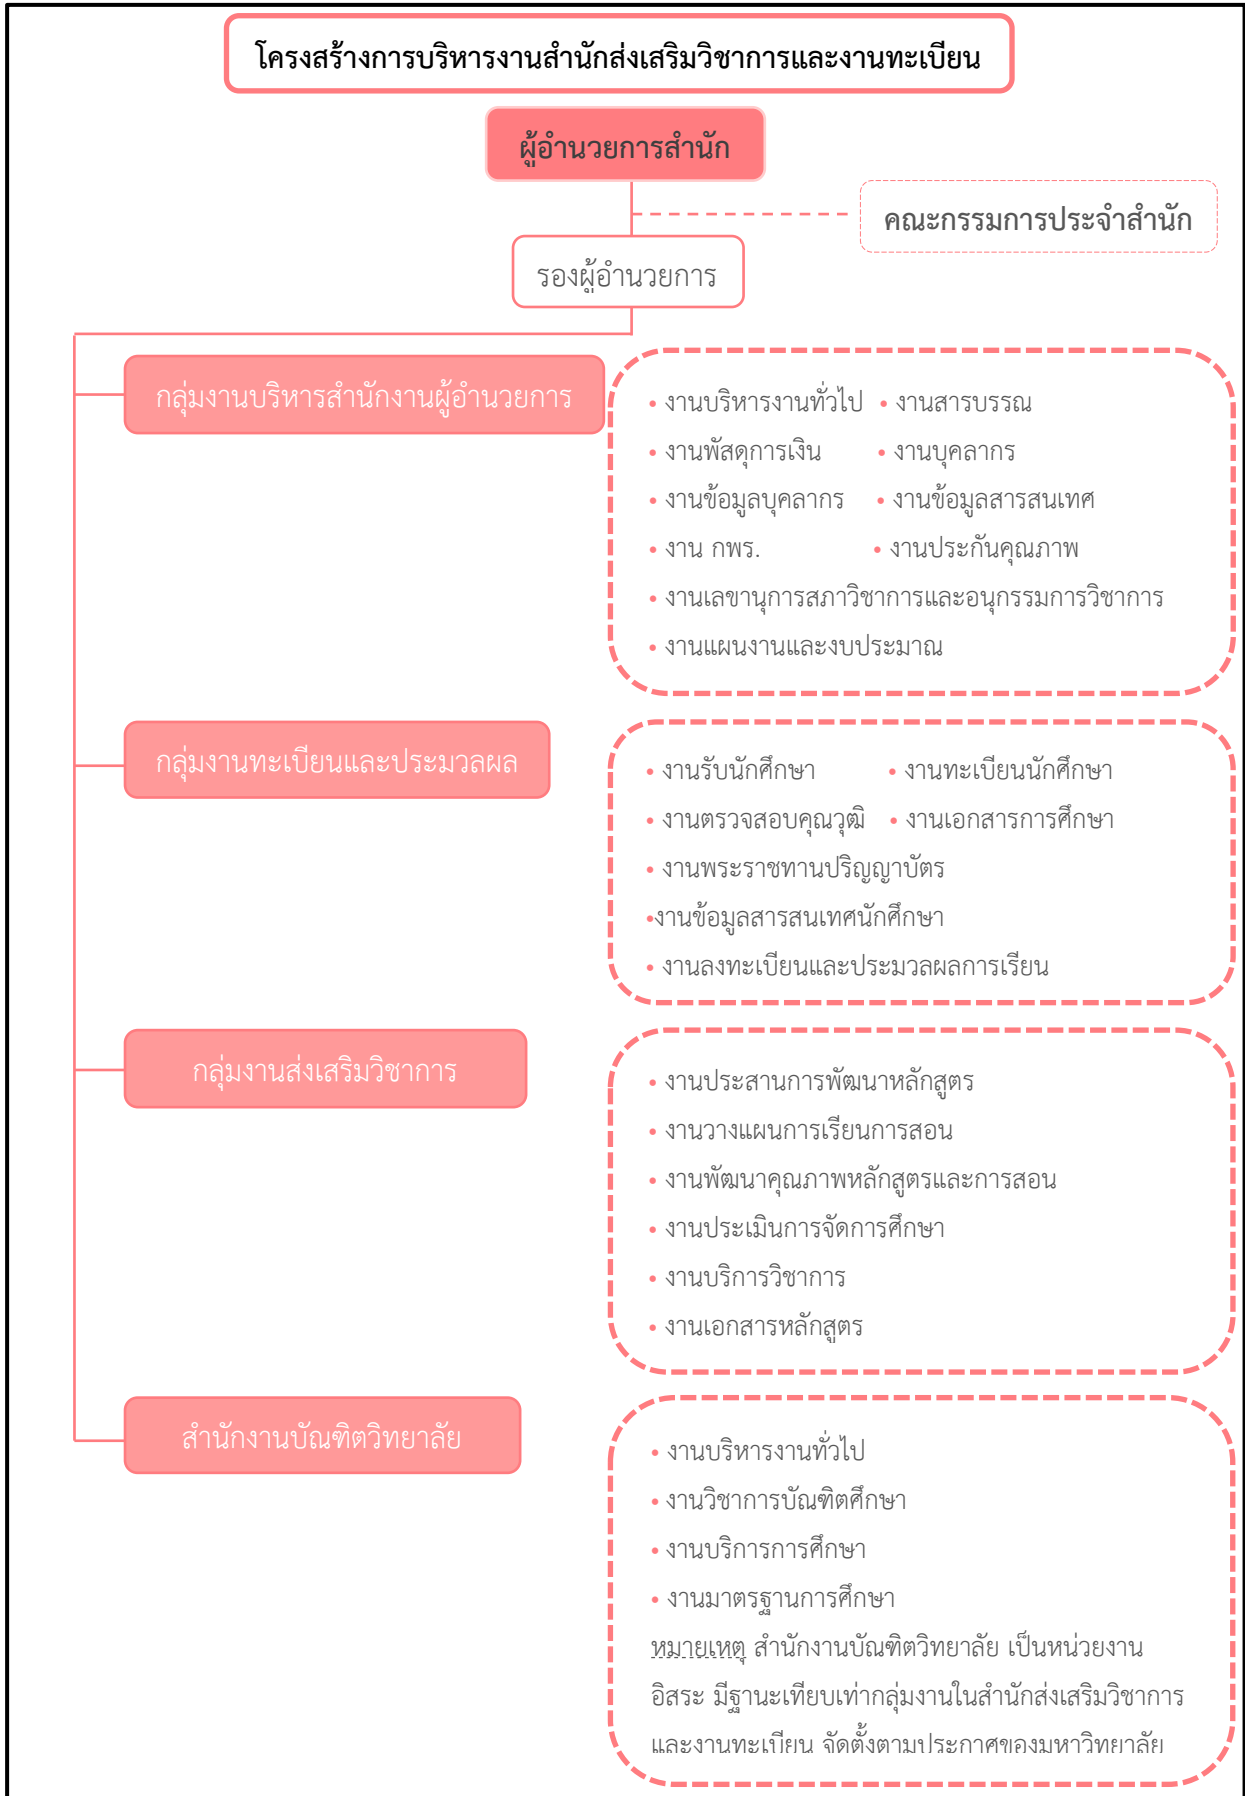 โครงสร้างการบริหารงานสำนักส่งเสริมวิชาการและงานทะเบียน
ผู้อำนวยการสำนัก
คณะกรรมการประจำสำนัก
รองผู้อำนวยการ
กลุ่มงานบริหารสำนักงานผู้อำนวยการ
• งานบริหารงานทั่วไป • งานสารบรรณ
• งานพัสดุการเงิน • งานบุคลากร
• งานข้อมูลบุคลากร • งานข้อมูลสารสนเทศ
• งาน กพร. • งานประกันคุณภาพ
• งานเลขานุการสภาวิชาการและอนุกรรมการวิชาการ
• งานแผนงานและงบประมาณ
กลุ่มงานทะเบียนและประมวลผล
• งานรับนักศึกษา • งานทะเบียนนักศึกษา
• งานตรวจสอบคุณวุฒิ • งานเอกสารการศึกษา
• งานพระราชทานปริญญาบัตร
•งานข้อมูลสารสนเทศนักศึกษา
• งานลงทะเบียนและประมวลผลการเรียน
กลุ่มงานส่งเสริมวิชาการ
• งานประสานการพัฒนาหลักสูตร
• งานวางแผนการเรียนการสอน
• งานพัฒนาคุณภาพหลักสูตรและการสอน
• งานประเมินการจัดการศึกษา
• งานบริการวิชาการ
• งานเอกสารหลักสูตร
สำนักงานบัณฑิตวิทยาลัย
• งานบริหารงานทั่วไป
• งานวิชาการบัณฑิตศึกษา
• งานบริการการศึกษา
• งานมาตรฐานการศึกษา
หมายเหตุ สำนักงานบัณฑิตวิทยาลัย เป็นหน่วยงาน
อิสระ มีฐานะเทียบเท่ากลุ่มงานในสำนักส่งเสริมวิชาการ
และงานทะเบียน จัดตั้งตามประกาศของมหาวิทยาลัย